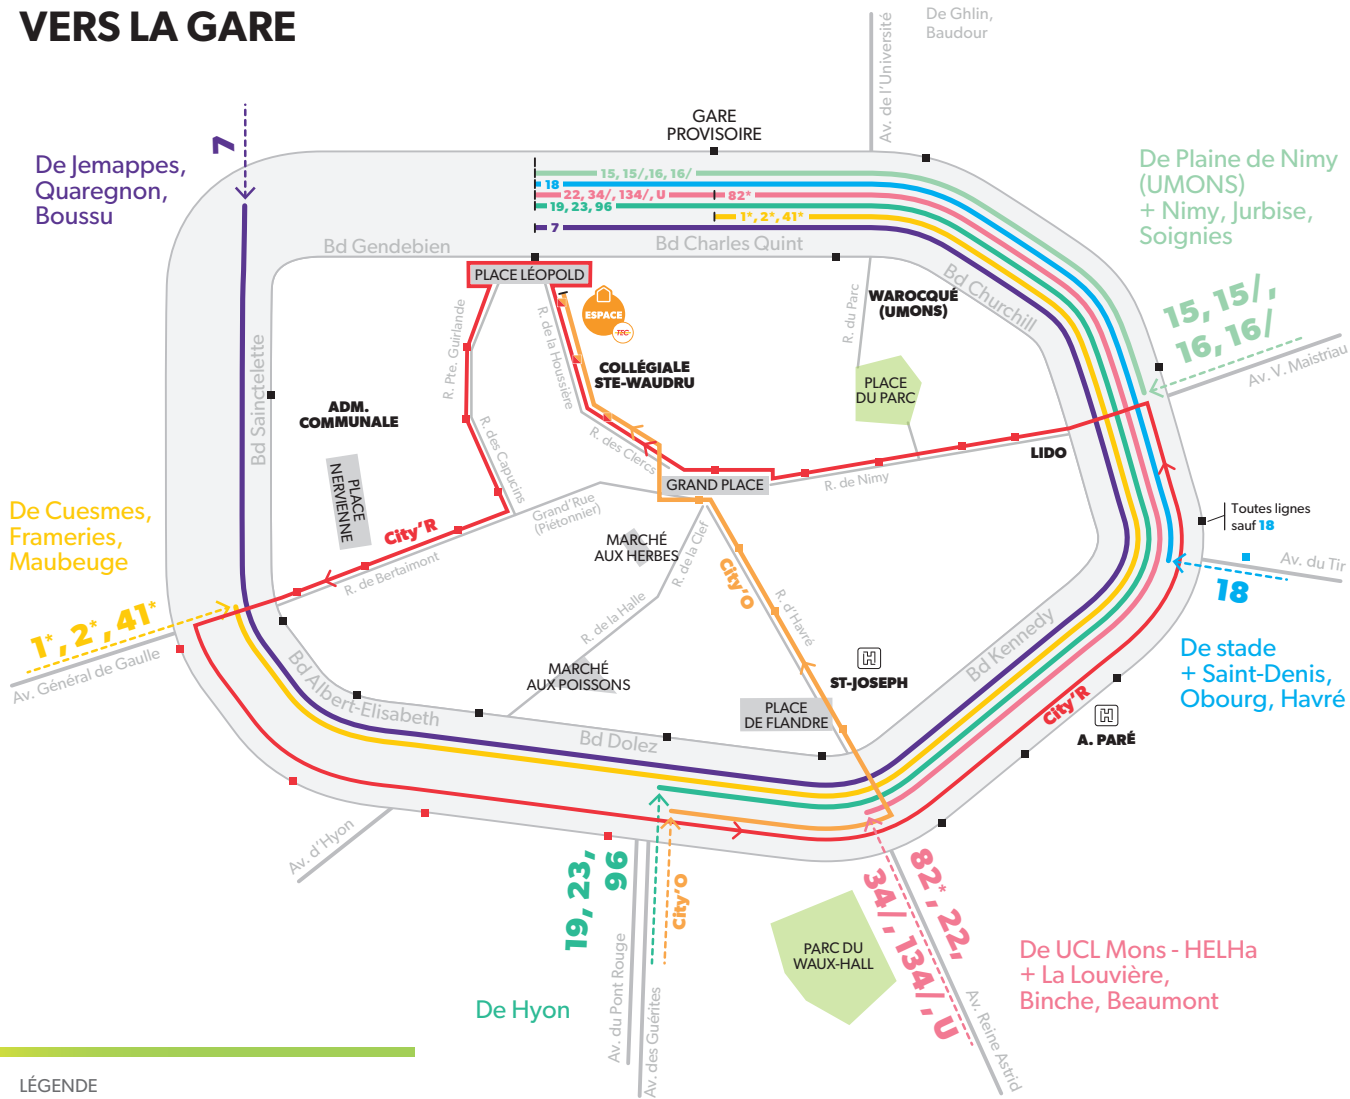 VERS LA GARE
De Ghlin,
Baudour
Av. de l'Université
GARE
PROVISOIRE
7
De Jemappes,
Quaregnon,
Boussu
De Plaine de Nimy
(UMONS)
+ Nimy, Jurbise,
Soignies
15, 15/,16, 16/
18
22, 34/, 134/, U
82*
19, 23, 96
1*, 2*, 41*
7
Bd Gendebien
Bd Charles Quint
PLACE LÉOPOLD
Bd Churchill
WAROCQUÉ
(UMONS)
ESPACE
TEC
15, 15/,
16, 16/
R. du Parc
R. Pte. Guirlande
R. de la Houssière
Bd Sainctelette
COLLÉGIALE
STE-WAUDRU
PLACE
DU PARC
Av. V. Maistriau
ADM.
COMMUNALE
R. des Capucins
R. des Clercs
LIDO
PLACE
NERVIENNE
GRAND PLACE
R. de Nimy
De Cuesmes,
Frameries,
Maubeuge
Grand'Rue
(Piétonnier)
City'R
Toutes lignes
sauf 18
MARCHÉ
AUX HERBES
R. de la Clef
City'O
R. de Bertaimont
Av. du Tir
18
R. d'Havré
R. de la Halle
1*, 2*, 41*
Av. Général de Gaulle
Bd Kennedy
De stade
+ Saint-Denis,
Obourg, Havré
H
ST-JOSEPH
MARCHÉ
AUX POISSONS
Bd Albert-Elisabeth
PLACE
DE FLANDRE
City'R
H
A. PARÉ
Bd Dolez
Av. d'Hyon
19, 23,
96
City'O
82*, 22,
34/, 134/, U
PARC DU
WAUX-HALL
De UCL Mons - HELHa
+ La Louvière,
Binche, Beaumont
De Hyon
Av. du Pont Rouge
Av. des Guérites
Av. Reine Astrid
LÉGENDE